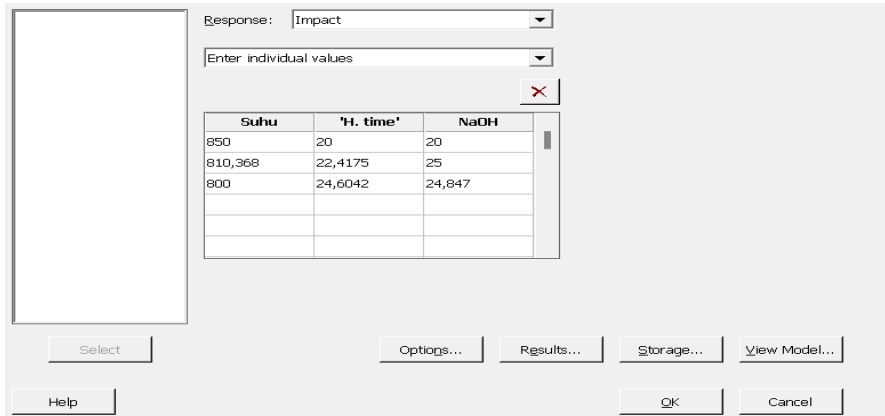 Response: Impact
Enter individual values
Suhu 'H. time' NaOH
850 20 20
810,368 22,4175 25
800 24,6042 24,847
Select Options... Results... Storage... View Model...
Help OK Cancel